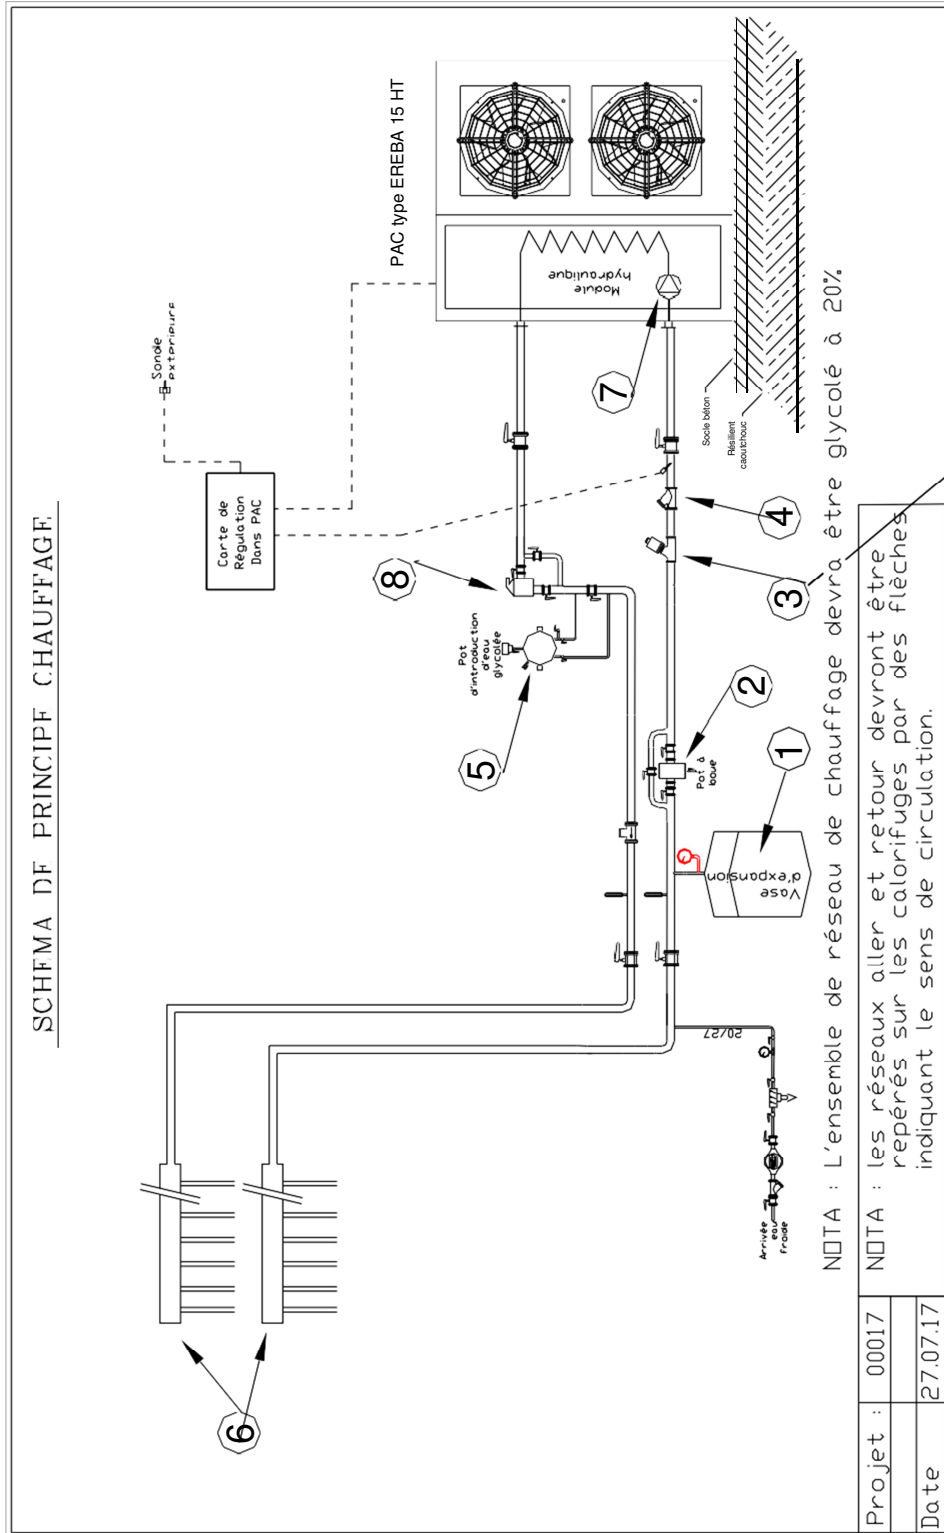 SCHEMA DE PRINCIPE CHAUFFAGE
Sonde
extérieure
Carte de
Régulation
Dans PAC
PAC type EREBA 15 HT
Module
hydraulique
8
Pot
d'introduction
d'eau
glycolée
5
7
Socle béton
Résilient
caoutchouc
4
3
2
Pot à
boue
1
Vase
d'expansion
6
20/27
Arrivée
eau
froide
NOTA : L'ensemble de réseau de chauffage devra être glycolé à 20%
NOTA : les réseaux aller et retour devront être
repérés sur les calorifuges par des flèches
indiquant le sens de circulation.
Projet : 00017
Date 27.07.17